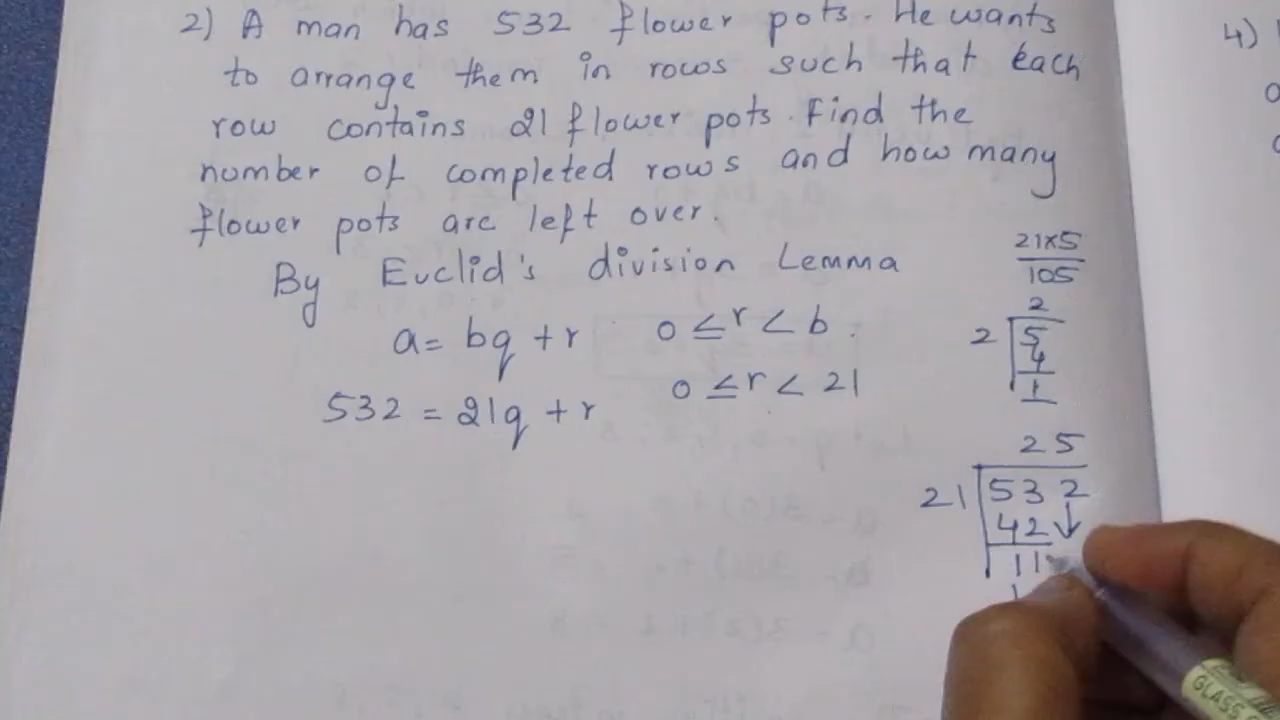 2) A man has 532 flower pots. He wants
to arrange them in rows such that each
row contains 21 flower pots. Find the
number of completed rows and how many
flower pots are left over.
By Euclid's division Lemma
a = bq + r 0 ≤ r < b.
0 ≤ r < 21
532 = 21q + r
21×5
105
2
2 5
4
1
25
21 532
42
11
4)
GLASS